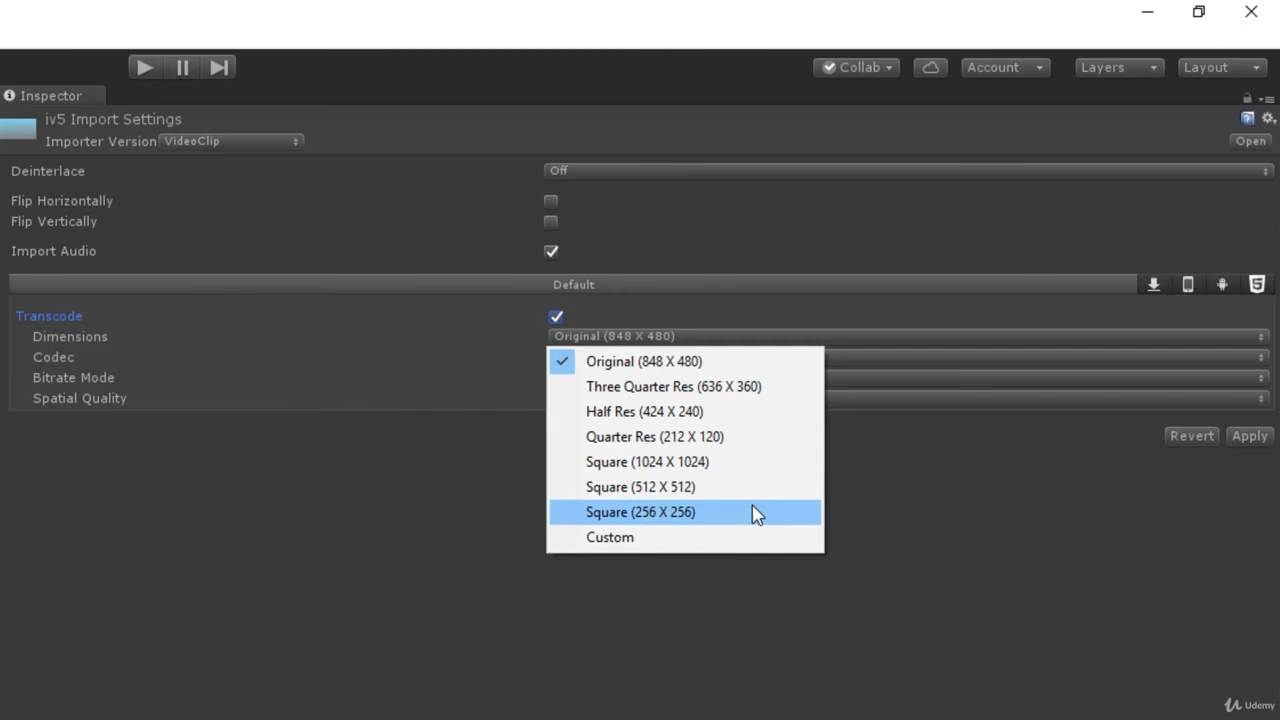 Collab
Account
Layers
Layout
Inspector
iv5 Import Settings
Importer Version VideoClip
Open
Deinterlace Off
Flip Horizontally
Flip Vertically
Import Audio
Default
Transcode
Dimensions Original (848 X 480)
Codec
Bitrate Mode
Spatial Quality
Original (848 X 480)
Three Quarter Res (636 X 360)
Half Res (424 X 240)
Quarter Res (212 X 120)
Square (1024 X 1024)
Square (512 X 512)
Square (256 X 256)
Custom
Revert Apply
Udemy